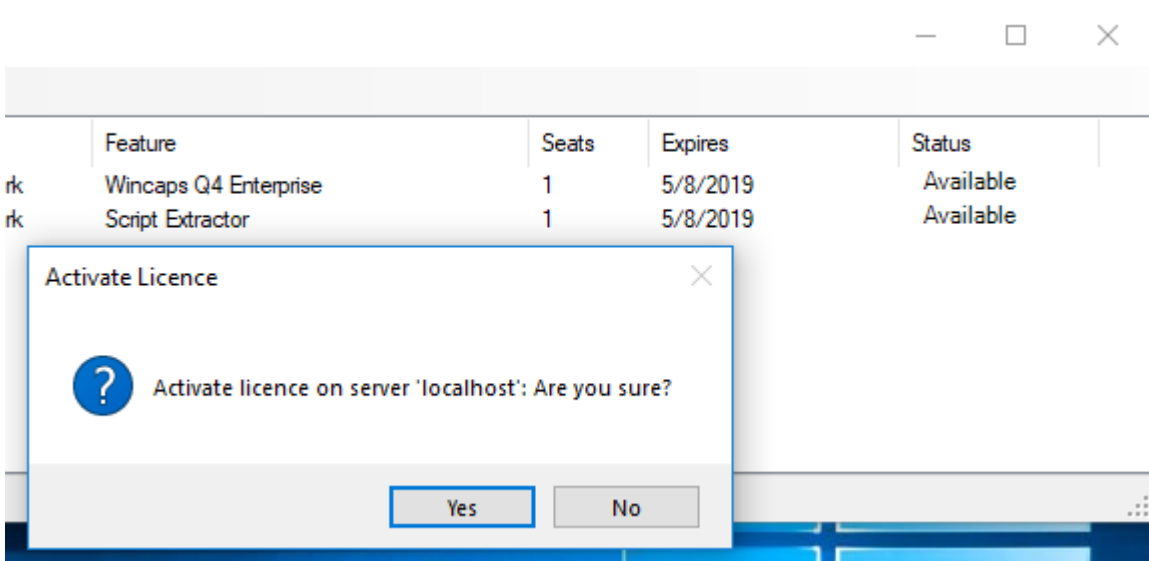 Feature Seats Expires Status
rk Wincaps Q4 Enterprise 1 5/8/2019 Available
rk Script Extractor 1 5/8/2019 Available
Activate Licence
? Activate licence on server 'localhost': Are you sure?
Yes No